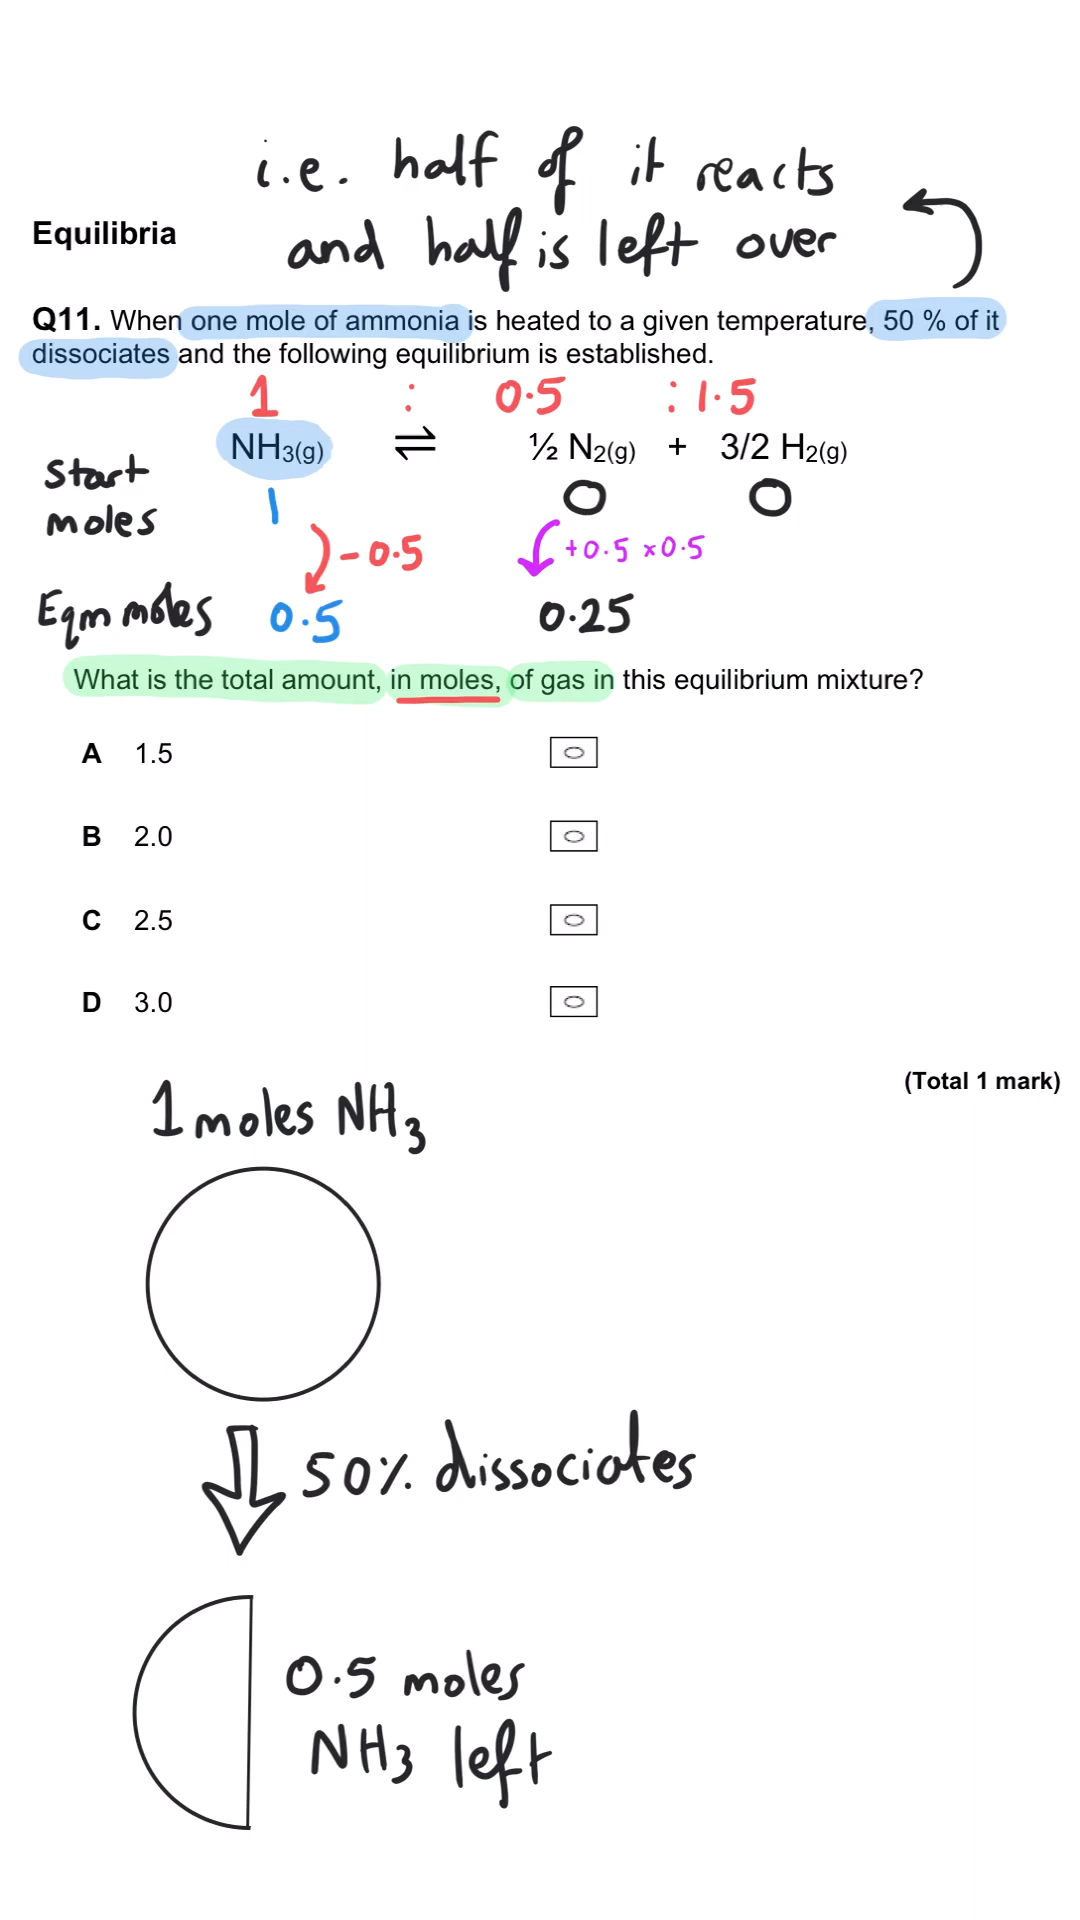 i.e. half of it reacts
and half is left over
Equilibria
Q11. When one mole of ammonia is heated to a given temperature, 50 % of it
dissociates and the following equilibrium is established.
1 : 0.5 : 1.5
NH3(g) ⇌ ½ N2(g) + 3/2 H2(g)
Start
moles 1 0 0
-0.5 +0.5 x0.5
Eqm moles 0.5 0.25
What is the total amount, in moles, of gas in this equilibrium mixture?
A 1.5
B 2.0
C 2.5
D 3.0
(Total 1 mark)
1 moles NH3
50% dissociates
0.5 moles
NH3 left